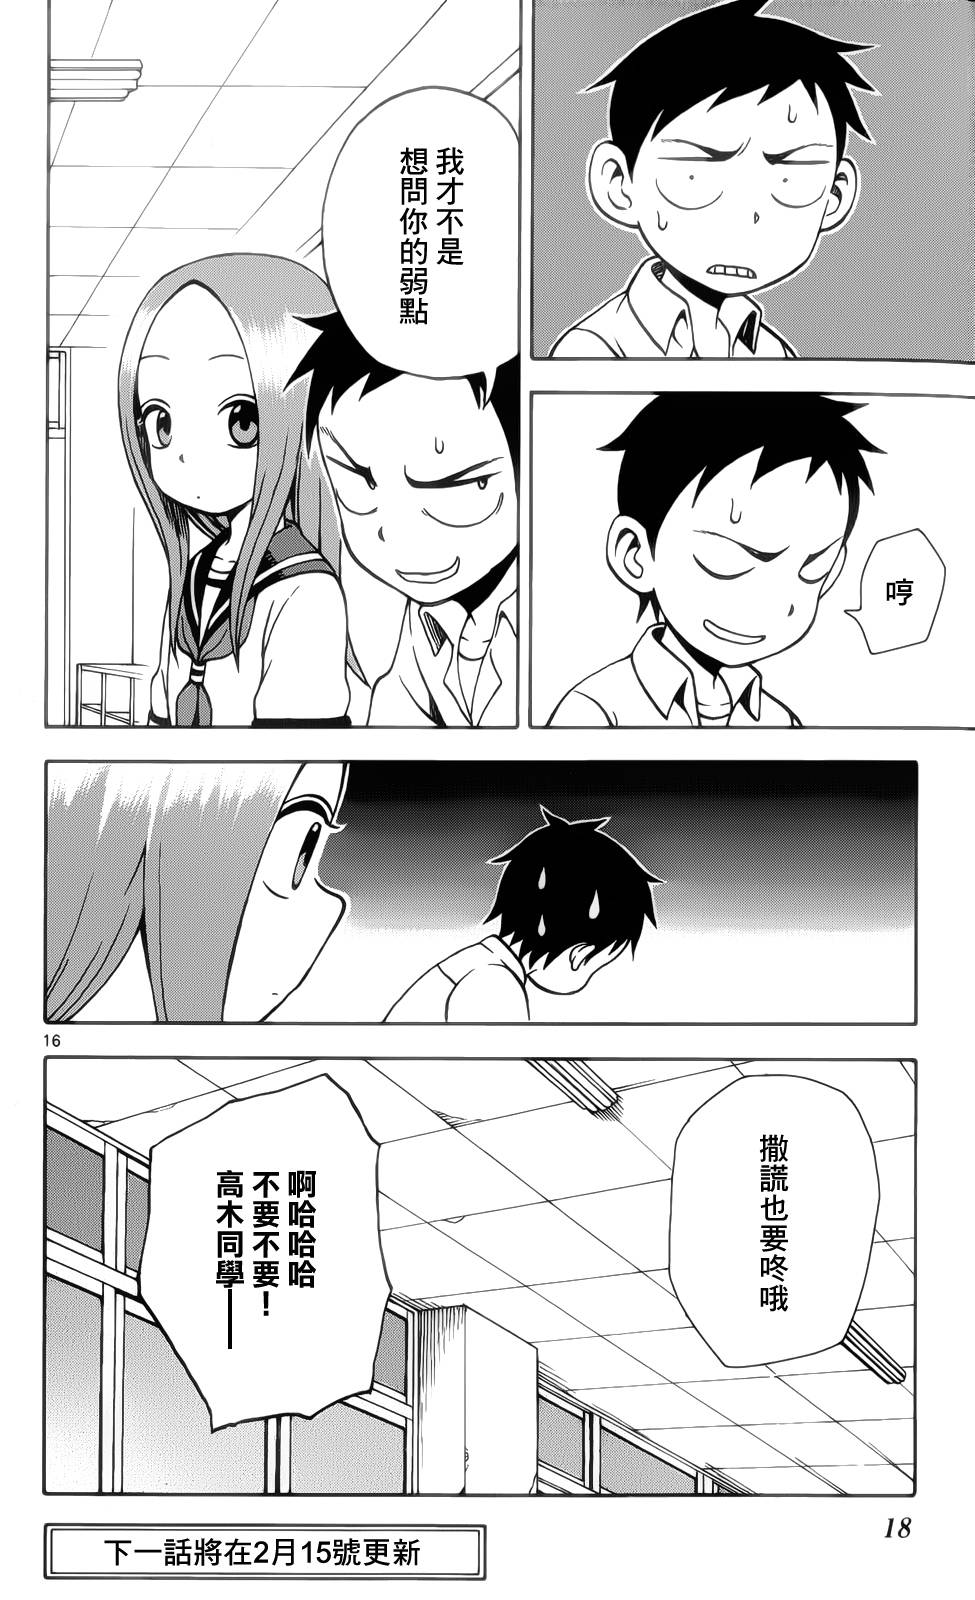 哼
我才不是
想問你的弱點
16
撒謊也要咚哦
啊哈哈哈
不要不要！
高木同學——
18
下一話將在2月15號更新